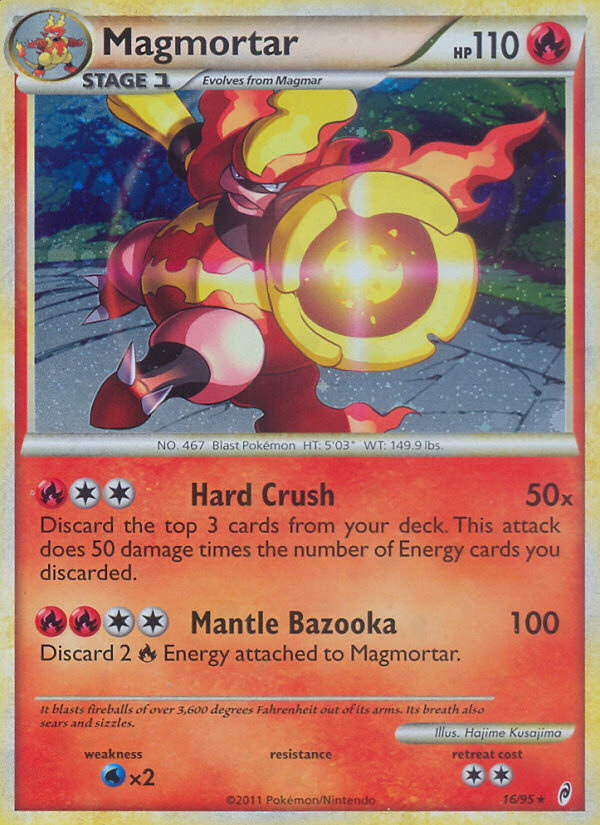 Magmortar
HP110
STAGE 1
Evolves from Magmar
NO. 467 Blast Pokémon HT: 5'03" WT: 149.9 lbs.
Hard Crush 50x
Discard the top 3 cards from your deck. This attack
does 50 damage times the number of Energy cards you
discarded.
Mantle Bazooka 100
Discard 2 Energy attached to Magmortar.
It blasts fireballs of over 3,600 degrees Fahrenheit out of its arms. Its breath also
sears and sizzles.
Illus. Hajime Kusajima
weakness resistance retreat cost
×2
©2011 Pokémon/Nintendo 16/95 ★